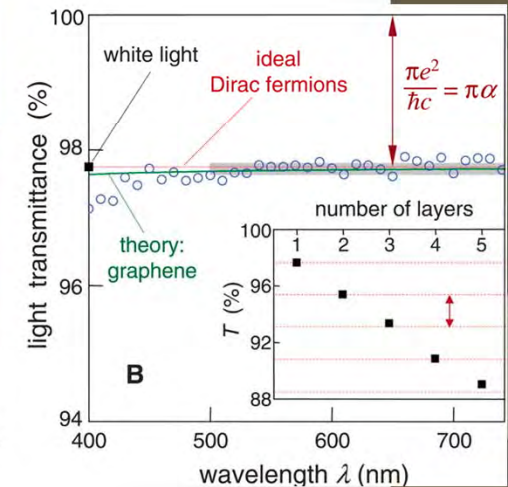 light transmittance (%)
100
98
96
94
white light
ideal
Dirac fermions
πe²
ħc
= πα
theory:
graphene
B
number of layers
1 2 3 4 5
T (%)
100
96
92
88
400 500 600 700
wavelength λ (nm)